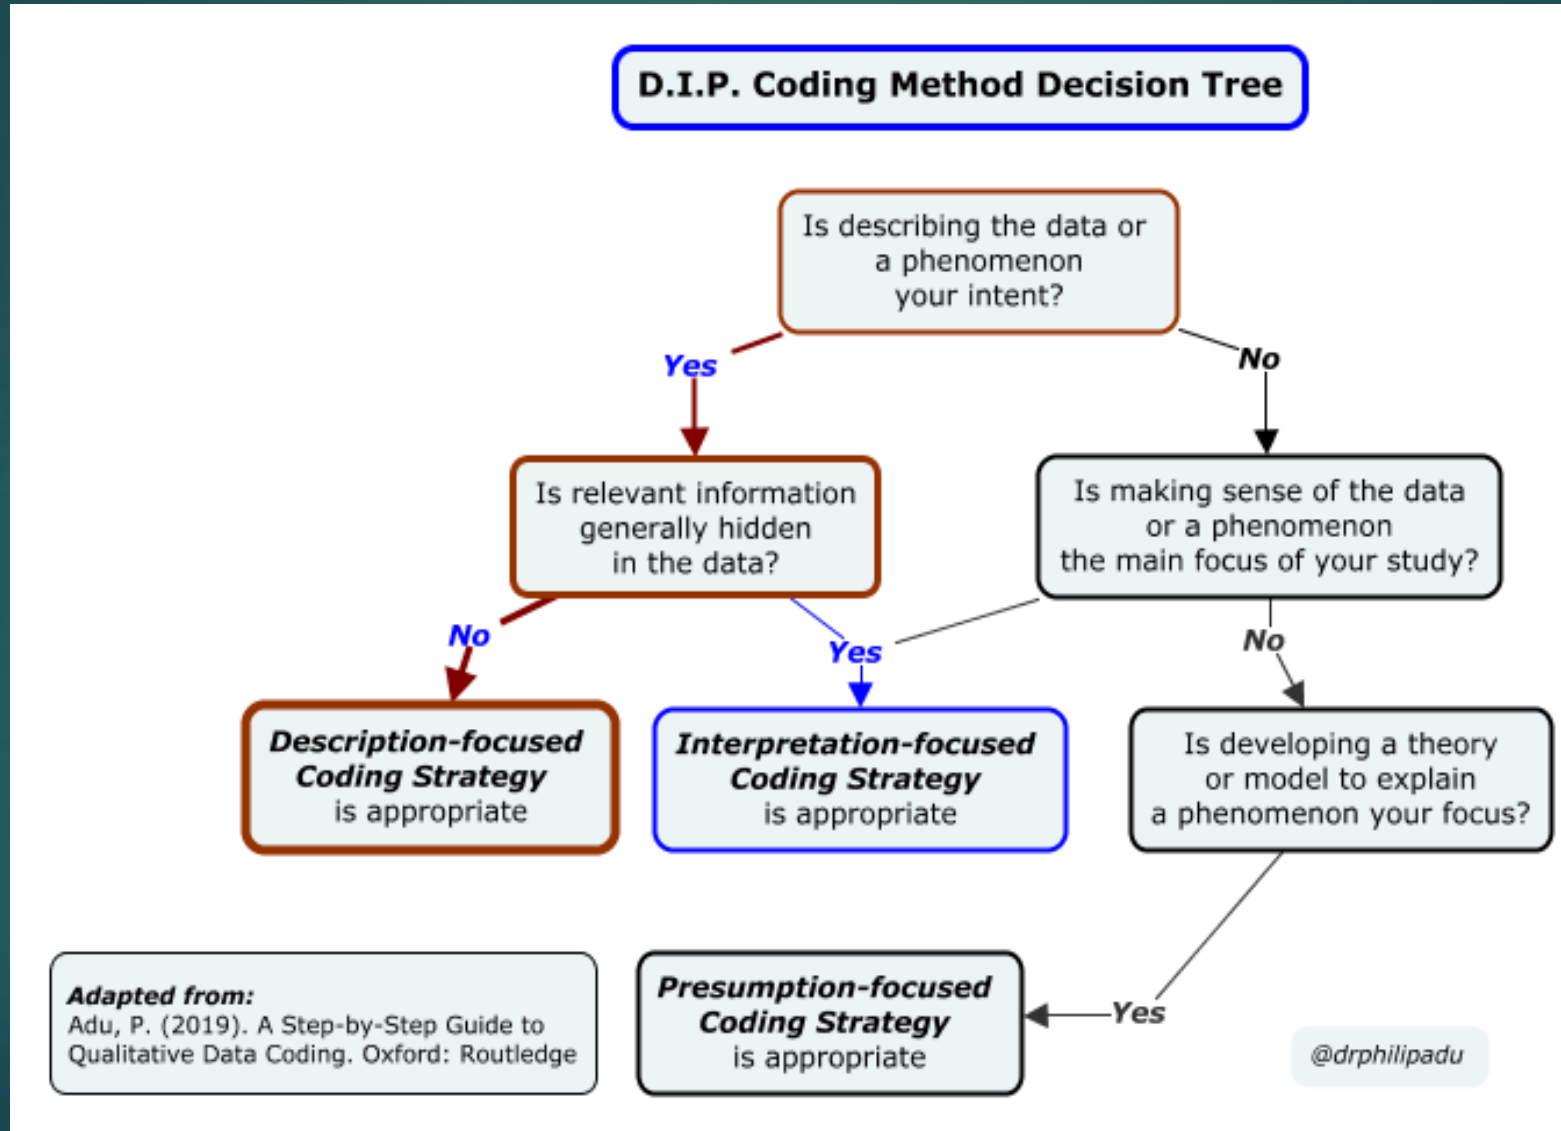 D.I.P. Coding Method Decision Tree
Is describing the data or
a phenomenon
your intent?
Yes
No
Is relevant information
generally hidden
in the data?
Is making sense of the data
or a phenomenon
the main focus of your study?
No
Yes
No
Description-focused
Coding Strategy
is appropriate
Interpretation-focused
Coding Strategy
is appropriate
Is developing a theory
or model to explain
a phenomenon your focus?
Adapted from:
Adu, P. (2019). A Step-by-Step Guide to
Qualitative Data Coding. Oxford: Routledge
Presumption-focused
Coding Strategy
is appropriate
Yes
@drphilipadu